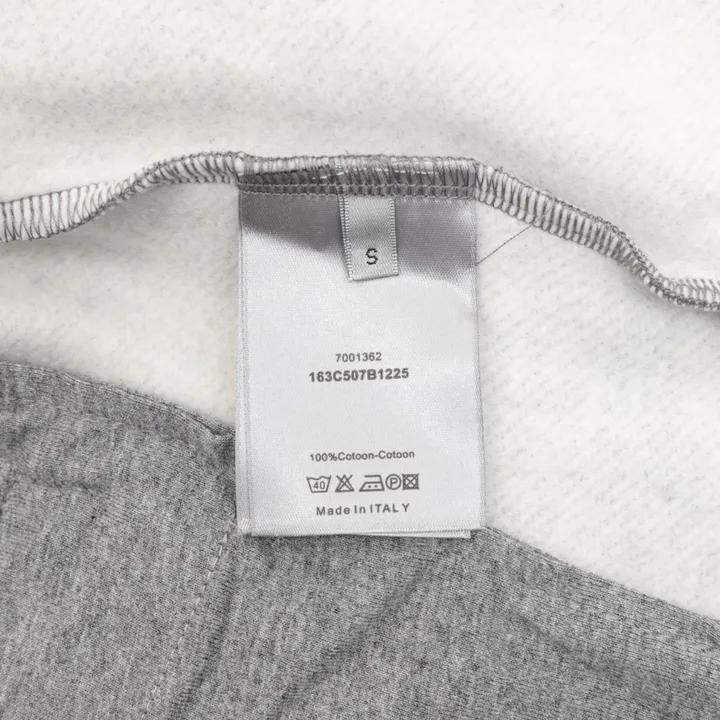 S
7001362
163C507B1225
100%Cotoon-Cotoon
40 P
Made in ITALY